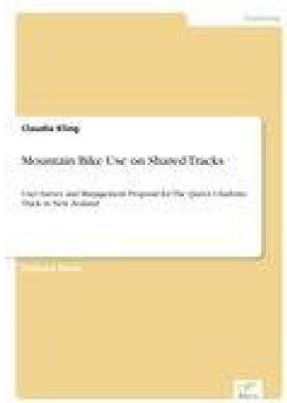 Claudia Kling
Mountain Bike Use on Shared Tracks
User Survey and Management Proposal for The Queen Charlotte
Track in New Zealand